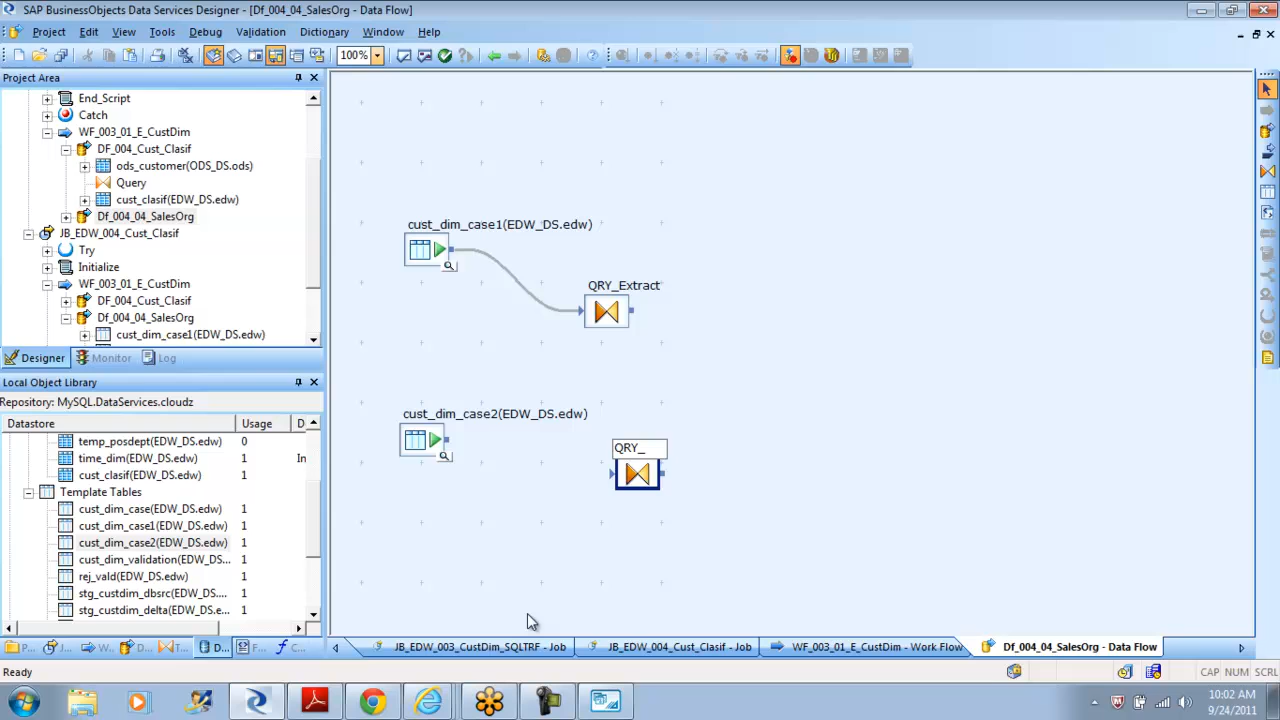 SAP BusinessObjects Data Services Designer - [Df_004_04_SalesOrg - Data Flow]
Project Edit View Tools Debug Validation Dictionary Window Help
100%
Project Area
End_Script
Catch
WF_003_01_E_CustDim
DF_004_Cust_Clasif
ods_customer(ODS_DS.ods)
Query
cust_clasif(EDW_DS.edw)
Df_004_04_SalesOrg
JB_EDW_004_Cust_Clasif
Try
Initialize
WF_003_01_E_CustDim
DF_004_Cust_Clasif
Df_004_04_SalesOrg
cust_dim_case1(EDW_DS.edw)
Designer Monitor Log
Local Object Library
Repository: MySQL.DataServices.cloudz
Datastore Usage D
temp_posdept(EDW_DS.edw) 0
time_dim(EDW_DS.edw) 1 In
cust_clasif(EDW_DS.edw) 1
Template Tables
cust_dim_case(EDW_DS.edw) 1
cust_dim_case1(EDW_DS.edw) 1
cust_dim_case2(EDW_DS.edw) 1
cust_dim_validation(EDW_DS.... 1
rej_vald(EDW_DS.edw) 1
stg_custdim_dbsrc(EDW_DS.edw) 1
stg_custdim_delta(EDW_DS.e... 1
P... J... W... D... T... D... F... C...
cust_dim_case1(EDW_DS.edw)
QRY_Extract
cust_dim_case2(EDW_DS.edw)
QRY_
JB_EDW_003_CustDim_SQLTRF - Job JB_EDW_004_Cust_Clasif - Job WF_003_01_E_CustDim - Work Flow Df_004_04_SalesOrg - Data Flow
Ready CAP NUM SCRL
10:02 AM
9/24/2011